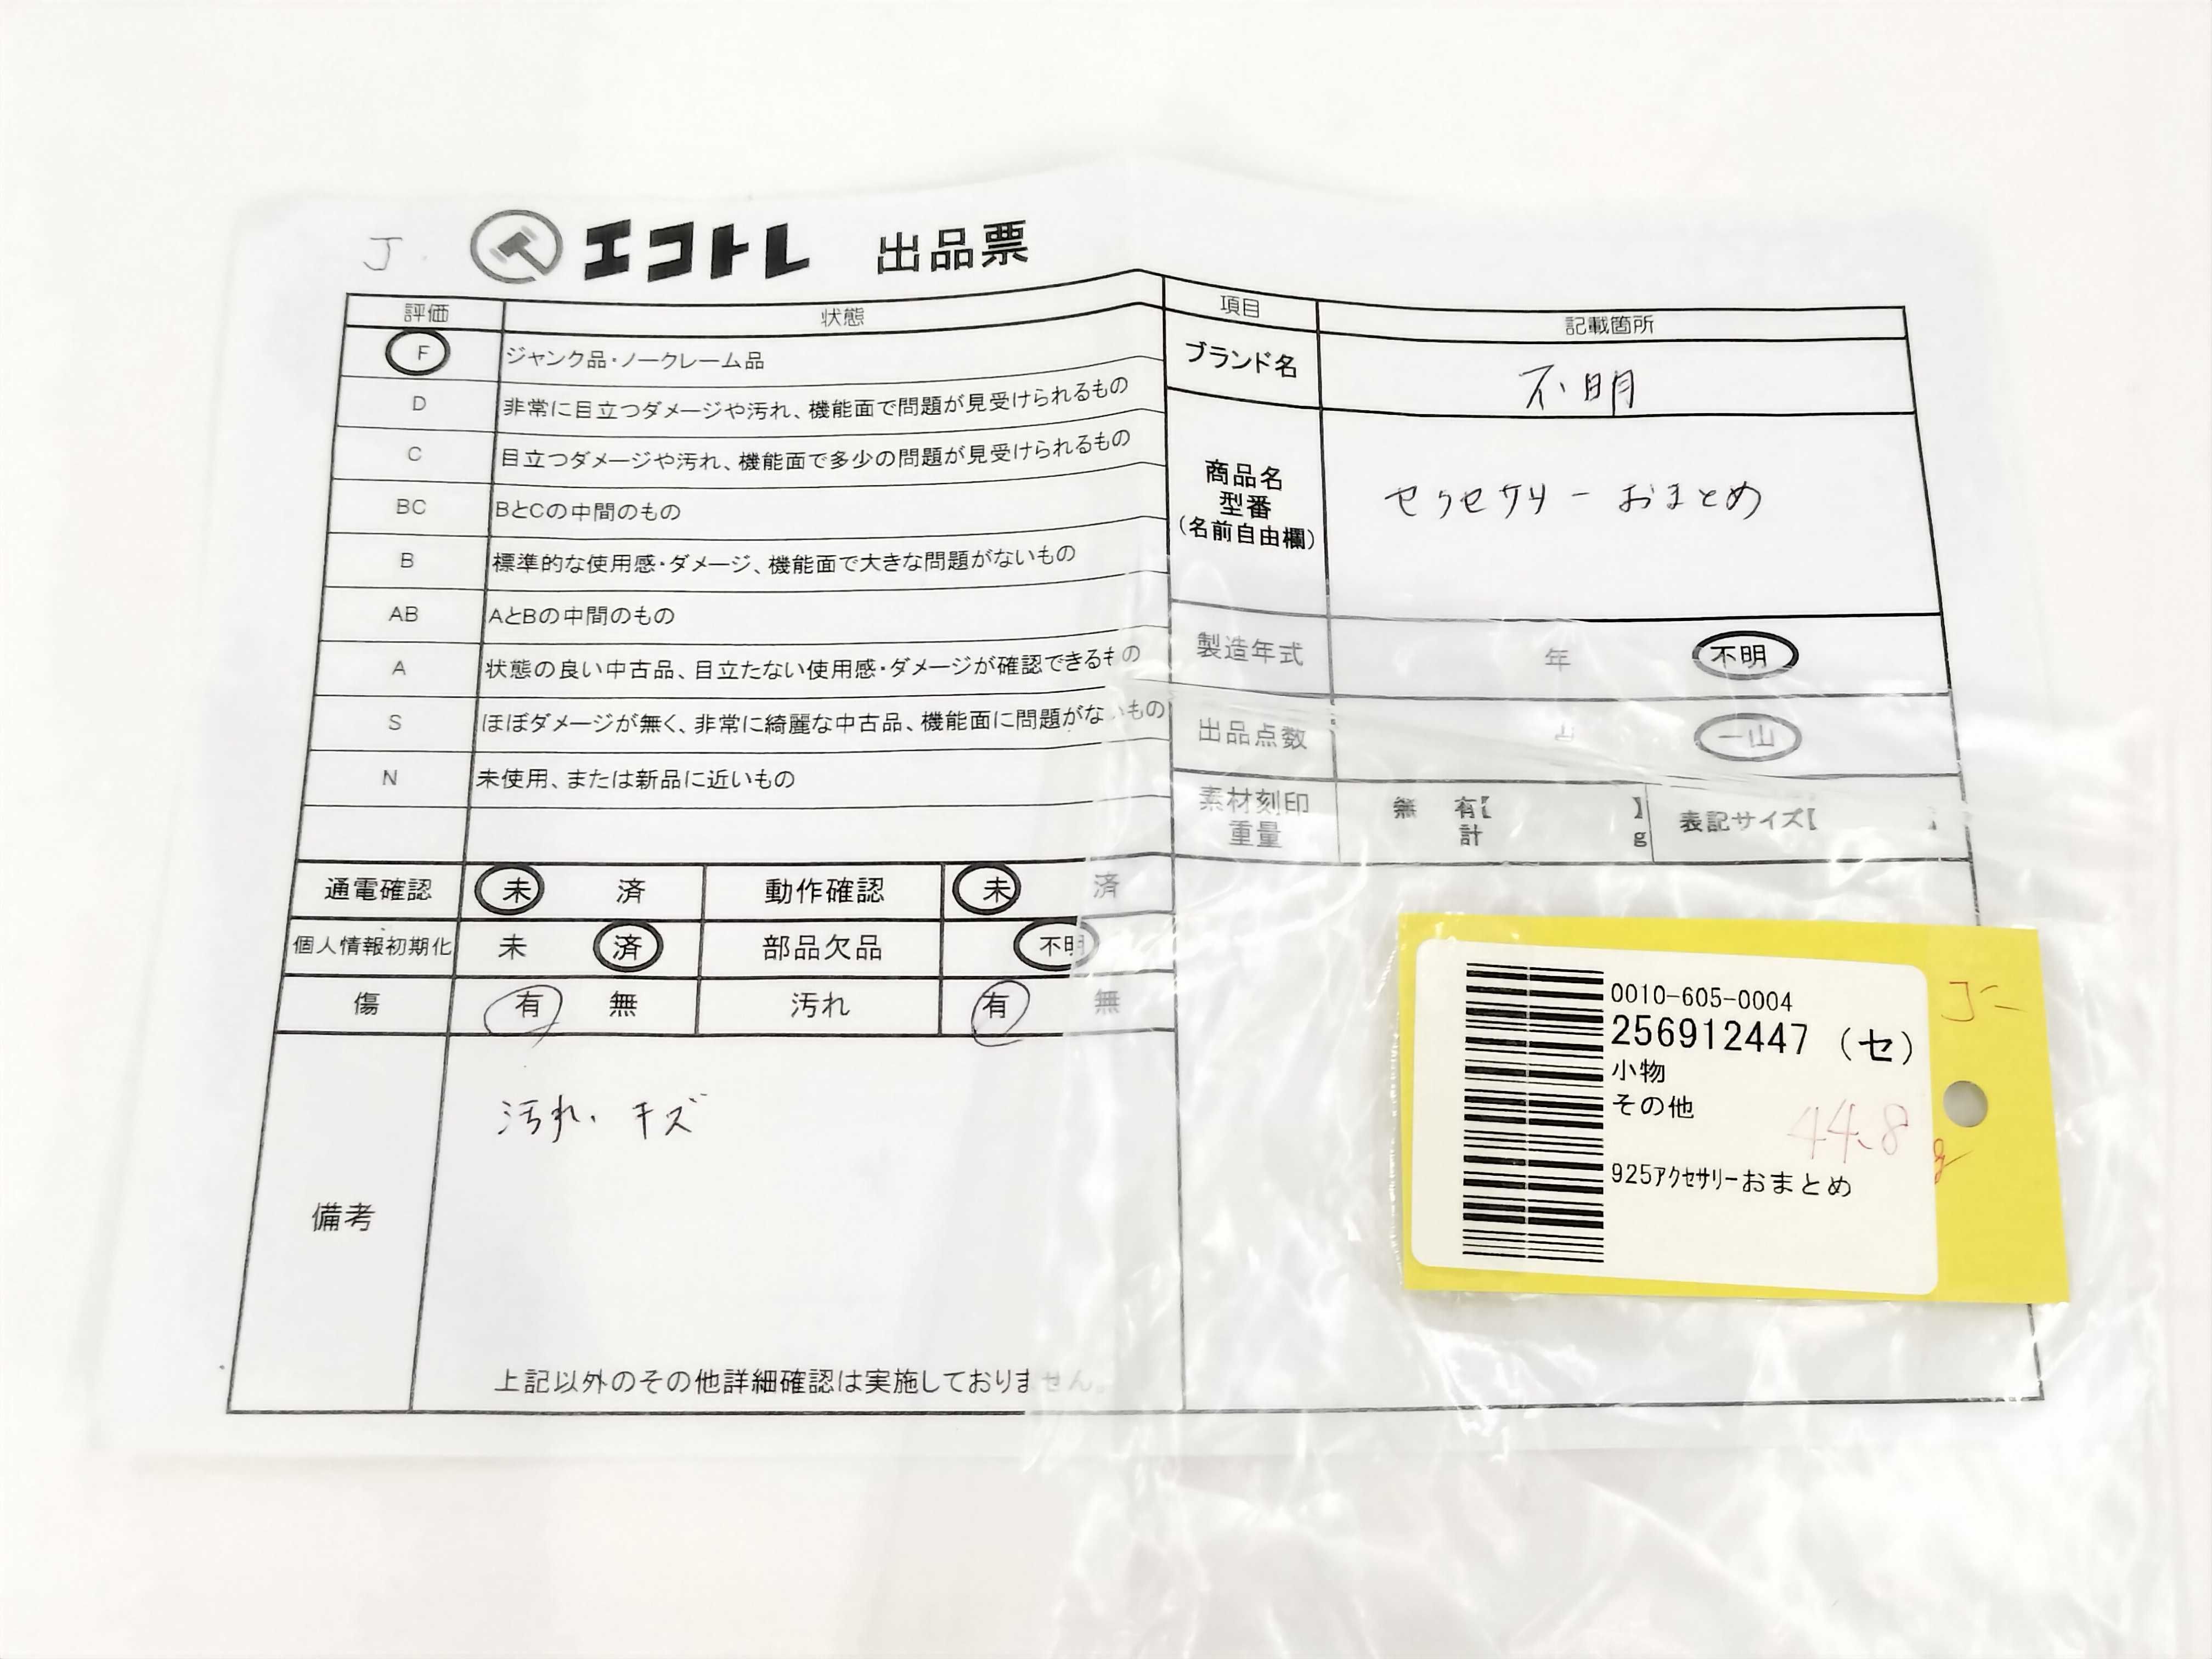 J
エコトレ 出品票
評価 状態
F ジャンク品・ノークレーム品
D 非常に目立つダメージや汚れ、機能面で問題が見受けられるもの
C 目立つダメージや汚れ、機能面で多少の問題が見受けられるもの
BC BとCの中間のもの
B 標準的な使用感・ダメージ、機能面で大きな問題がないもの
AB AとBの中間のもの
A 状態の良い中古品、目立たない使用感・ダメージが確認できるもの
S ほぼダメージが無く、非常に綺麗な中古品、機能面に問題がないもの
N 未使用、または新品に近いもの
通電確認 未 済 動作確認 未 済
個人情報初期化 未 済 部品欠品 不明
傷 有 無 汚れ 有 無
備考
汚れ、キズ
上記以外のその他詳細確認は実施しておりません。
項目 記載箇所
ブランド名 不明
商品名
型番
(名前自由欄)
セクセサリー おまとめ
製造年式 年 不明
出品点数 一山
素材刻印 無 有【 】
重量 計 g
表記サイズ【 】
0010-605-0004
256912447 (セ)
小物
その他
44.8
g
925アクセサリーおまとめ